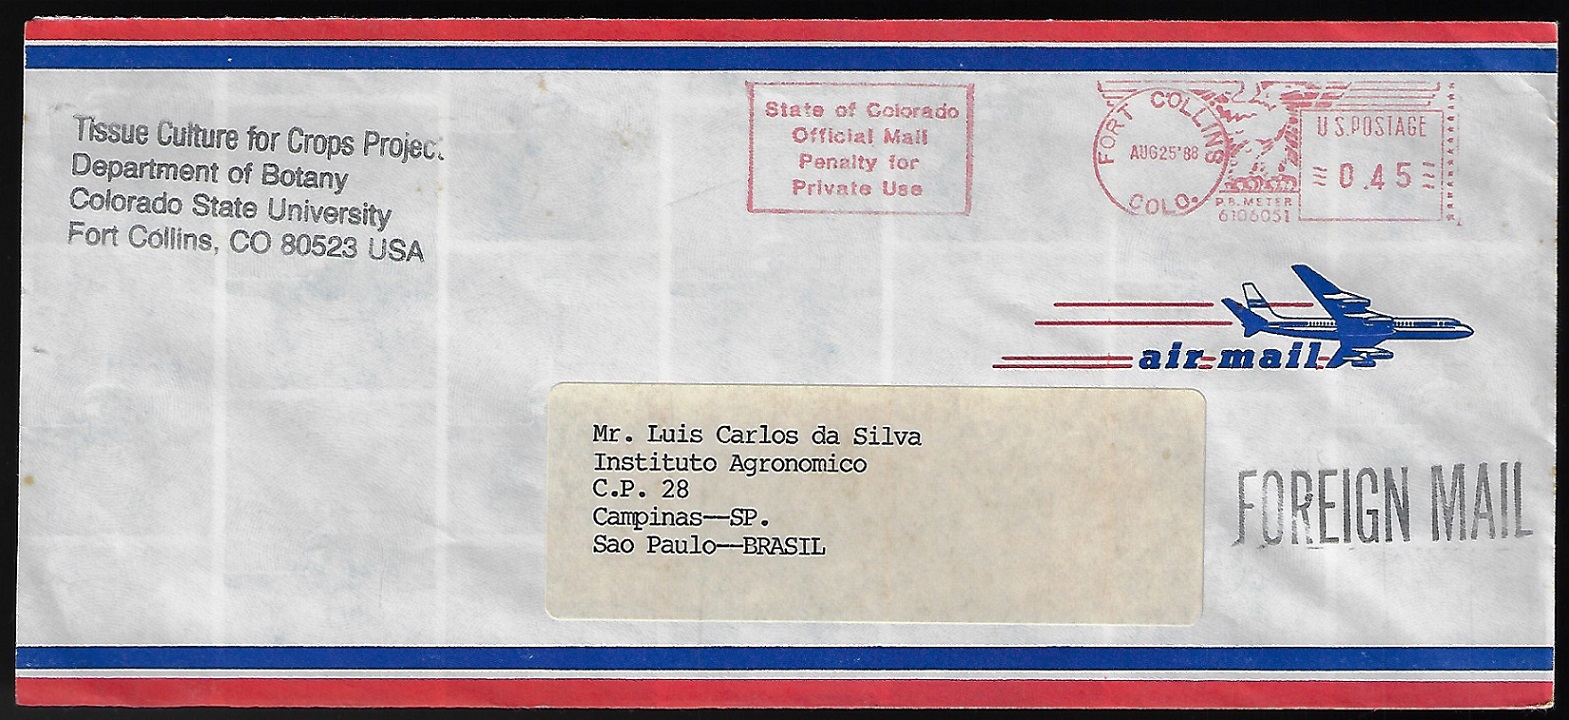 Tissue Culture for Crops Project
Department of Botany
Colorado State University
Fort Collins, CO 80523 USA
State of Colorado
Official Mail
Penalty for
Private Use
FORT COLLINS
AUG25'88
COLO.
P.B. METER
6106051
U.S. POSTAGE
0.45
air mail
Mr. Luis Carlos da Silva
Instituto Agronomico
C.P. 28
Campinas--SP.
Sao Paulo--BRASIL
FOREIGN MAIL